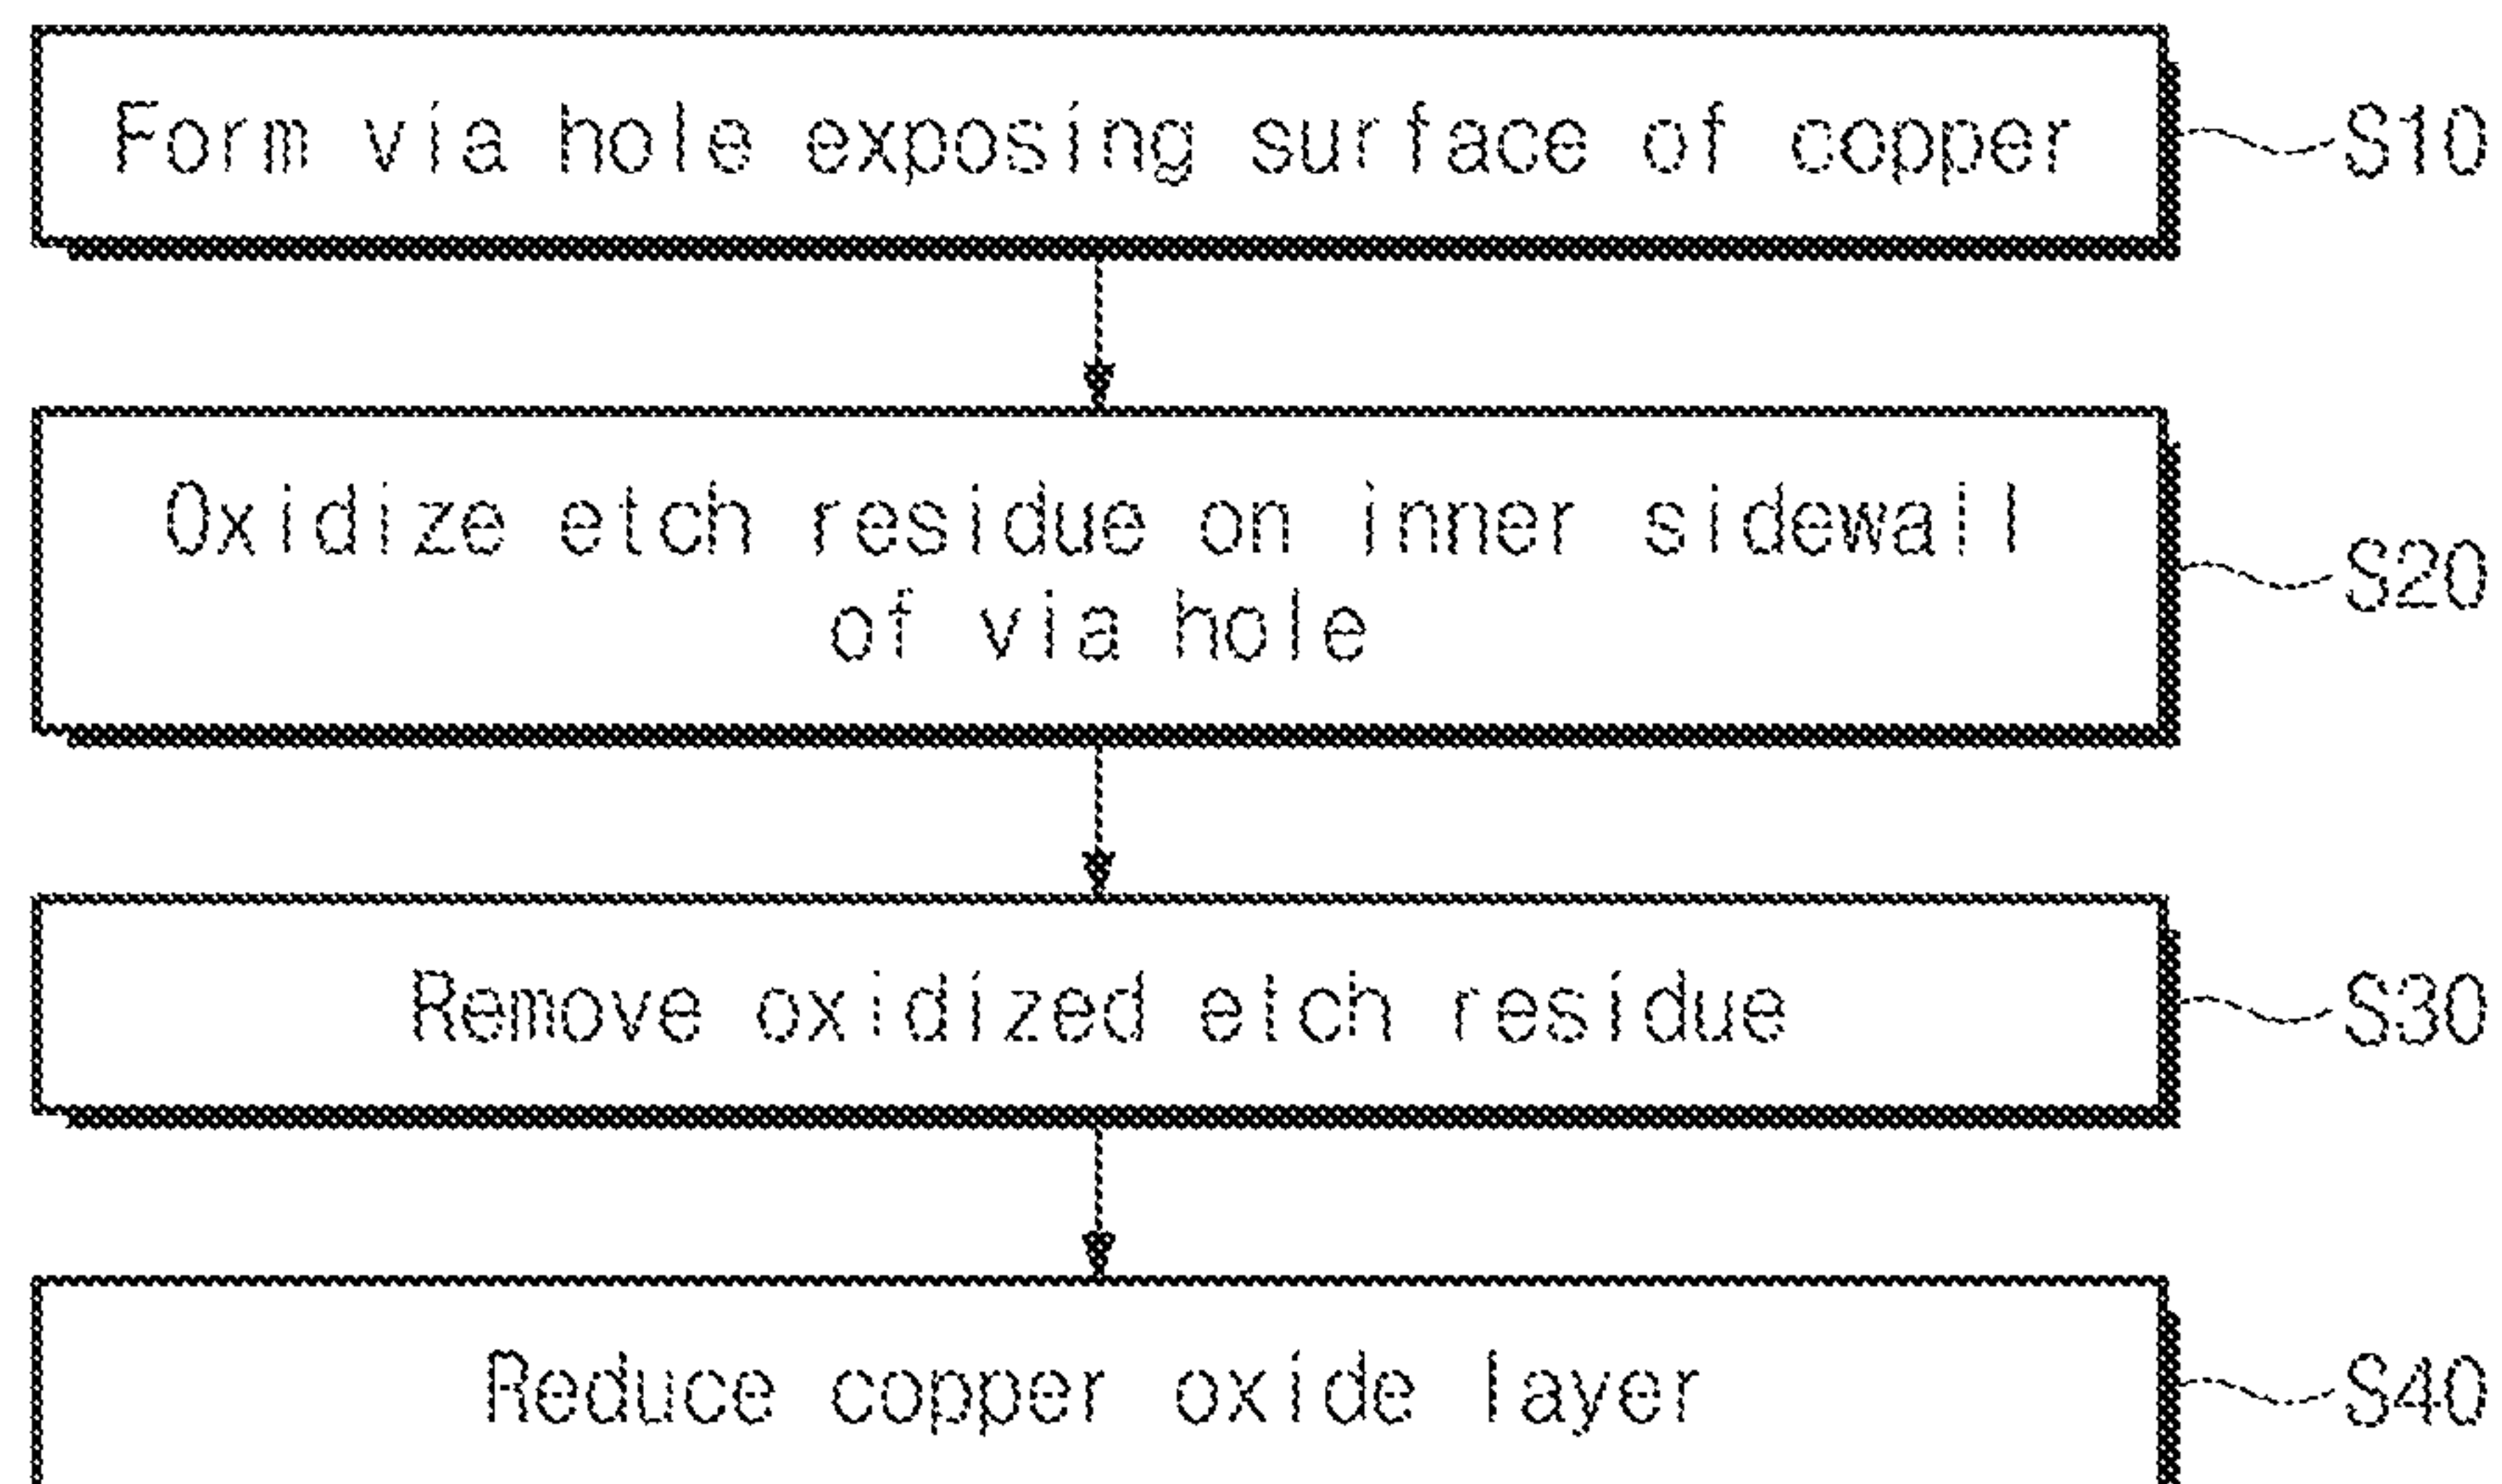 Form via hole exposing surface of copper
S10
Oxidize etch residue on inner sidewall
of via hole
S20
Remove oxidized etch residue
S30
Reduce copper oxide layer
S40